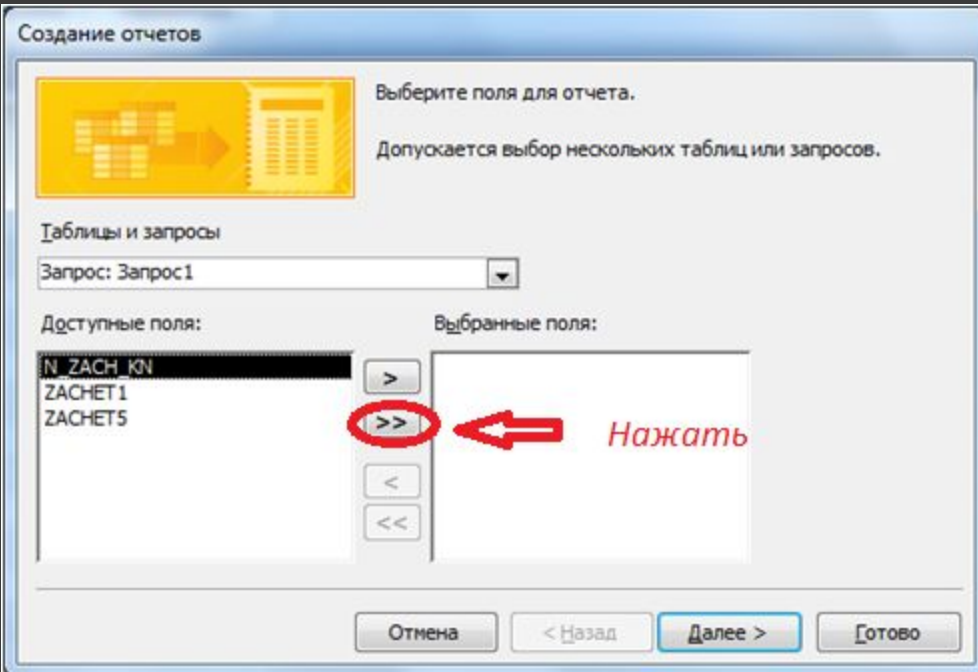 Создание отчетов
Выберите поля для отчета.
Допускается выбор нескольких таблиц или запросов.
Таблицы и запросы
Запрос: Запрос1
Доступные поля:
Выбранные поля:
N_ZACH_KN
ZACHET1
ZACHET5
>
>>
<
<<
Нажать
Отмена
< Назад
Далее >
Готово